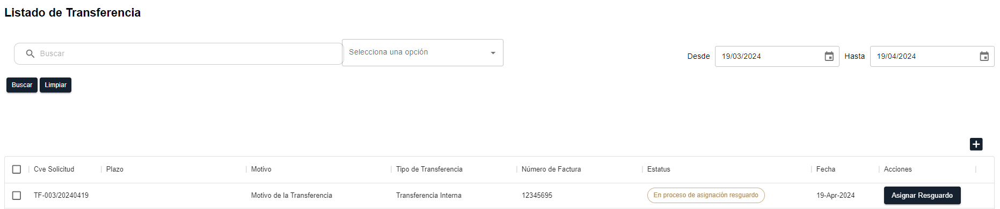 Listado de Transferencia
Buscar
Selecciona una opción
Desde
19/03/2024
Hasta
19/04/2024
Buscar
Limpiar
Cve Solicitud
Plazo
Motivo
Tipo de Transferencia
Número de Factura
Estatus
Fecha
Acciones
TF-003/20240419
Motivo de la Transferencia
Transferencia Interna
12345695
En proceso de asignación resguardo
19-Apr-2024
Asignar Resguardo